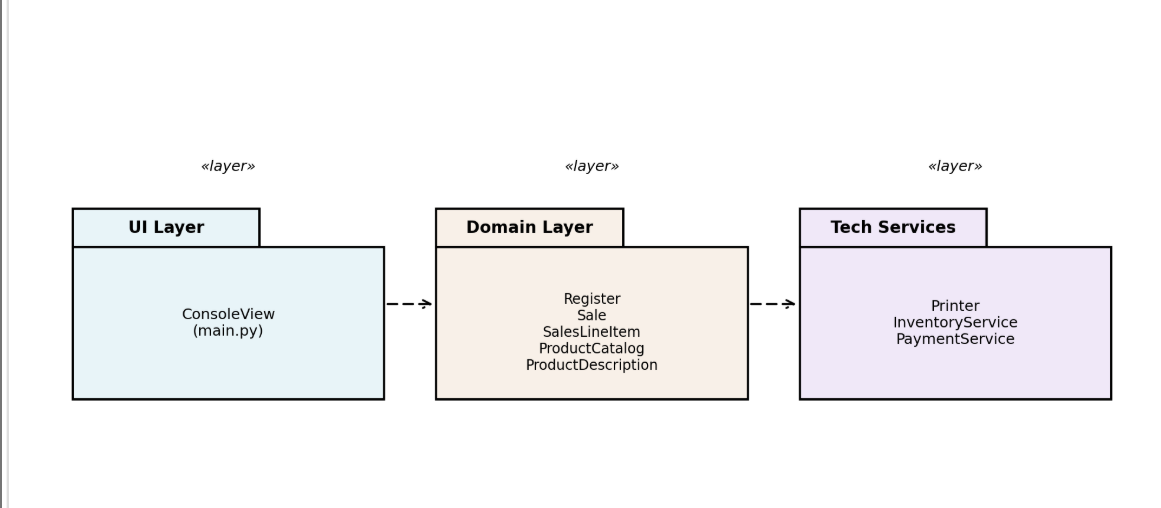 «layer»
«layer»
«layer»
UI Layer
Domain Layer
Tech Services
ConsoleView
(main.py)
Register
Sale
SalesLineItem
ProductCatalog
ProductDescription
Printer
InventoryService
PaymentService